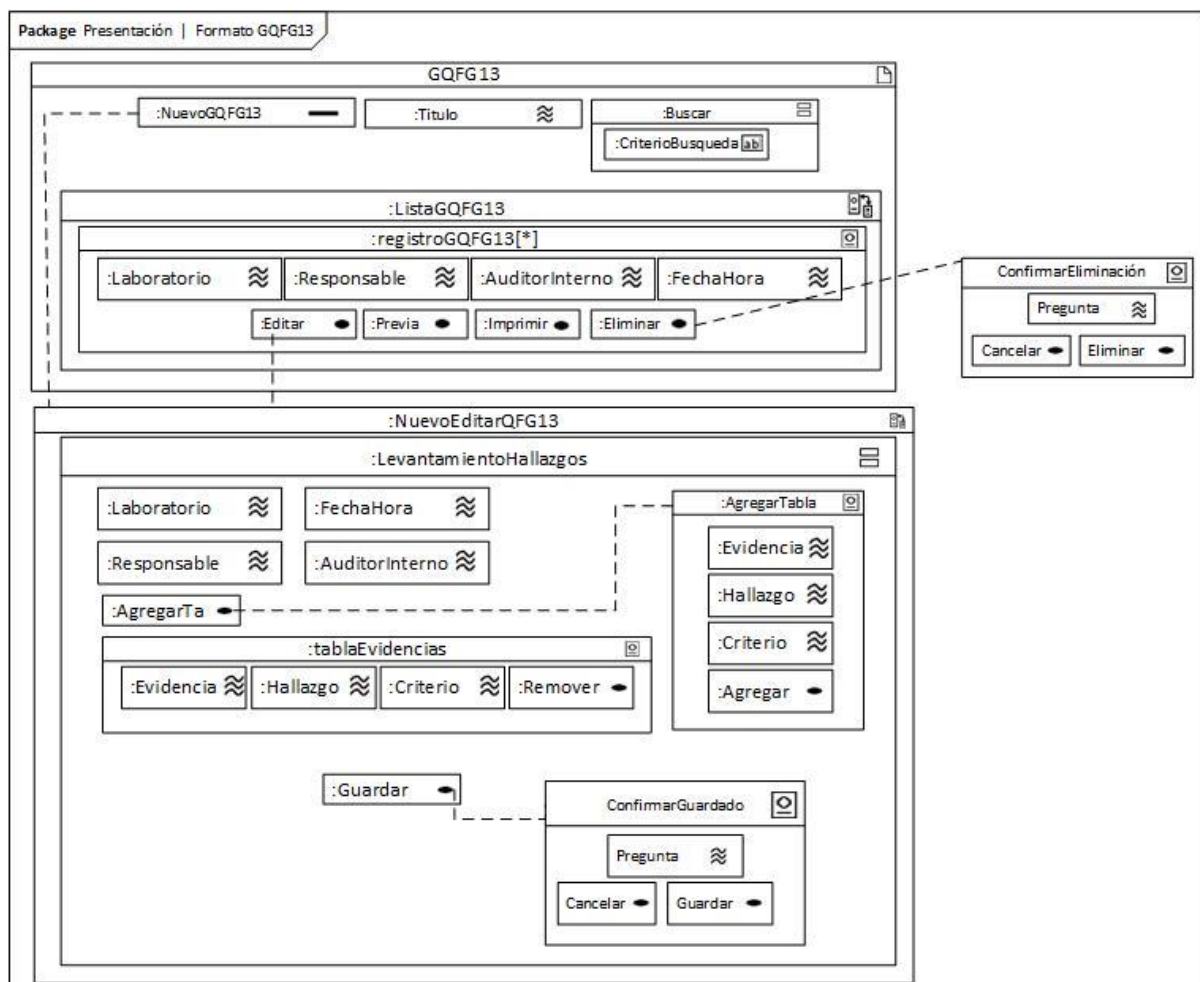 Package Presentación | Formato GQFG13
GQFG13
:NuevoGQFG13
:Titulo
:Buscar
:CriterioBusqueda ab
:ListaGQFG13
:registroGQFG13[*]
:Laboratorio :Responsable :AuditorInterno :FechaHora
:Editar :Previa :Imprimir :Eliminar
ConfirmarEliminación
Pregunta
Cancelar Eliminar
:NuevoEditarQFG13
:LevantamientoHallazgos
:Laboratorio :FechaHora
:Responsable :AuditorInterno
:AgregarTa
:AgregarTabla
:Evidencia
:Hallazgo
:Criterio
:Agregar
:tablaEvidencias
:Evidencia :Hallazgo :Criterio :Remover
:Guardar
ConfirmarGuardado
Pregunta
Cancelar Guardar